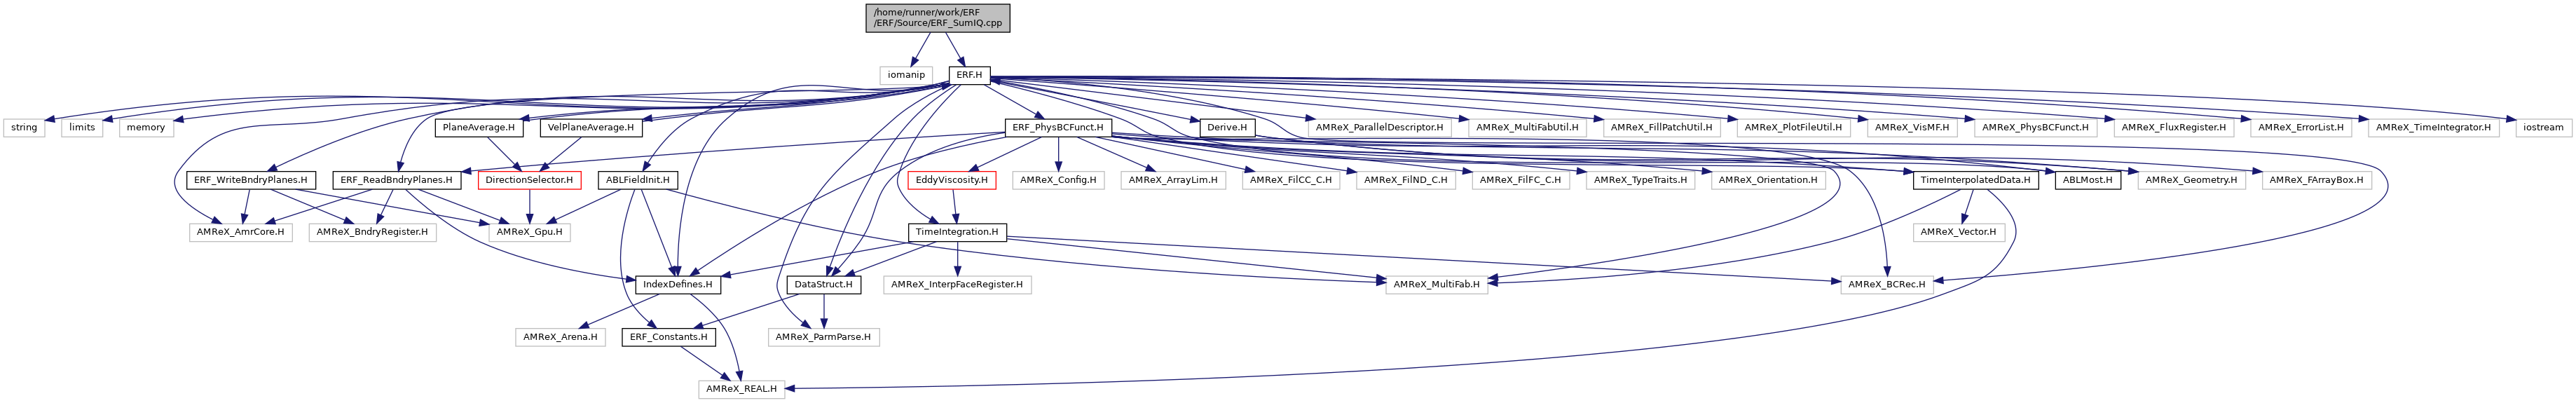 /home/runner/work/ERF
/ERF/Source/ERF_SumIQ.cpp
iomanip
ERF.H
string
limits
memory
PlaneAverage.H
VelPlaneAverage.H
ERF_PhysBCFunct.H
Derive.H
AMReX_ParallelDescriptor.H
AMReX_MultiFabUtil.H
AMReX_FillPatchUtil.H
AMReX_PlotFileUtil.H
AMReX_VisMF.H
AMReX_PhysBCFunct.H
AMReX_FluxRegister.H
AMReX_ErrorList.H
AMReX_TimeIntegrator.H
iostream
ERF_WriteBndryPlanes.H
ERF_ReadBndryPlanes.H
DirectionSelector.H
ABLFieldInit.H
EddyViscosity.H
AMReX_Config.H
AMReX_ArrayLim.H
AMReX_FilCC_C.H
AMReX_FilND_C.H
AMReX_FilFC_C.H
AMReX_TypeTraits.H
AMReX_Orientation.H
TimeInterpolatedData.H
ABLMost.H
AMReX_Geometry.H
AMReX_FArrayBox.H
AMReX_AmrCore.H
AMReX_BndryRegister.H
AMReX_Gpu.H
TimeIntegration.H
AMReX_Vector.H
IndexDefines.H
DataStruct.H
AMReX_InterpFaceRegister.H
AMReX_MultiFab.H
AMReX_BCRec.H
AMReX_Arena.H
ERF_Constants.H
AMReX_ParmParse.H
AMReX_REAL.H